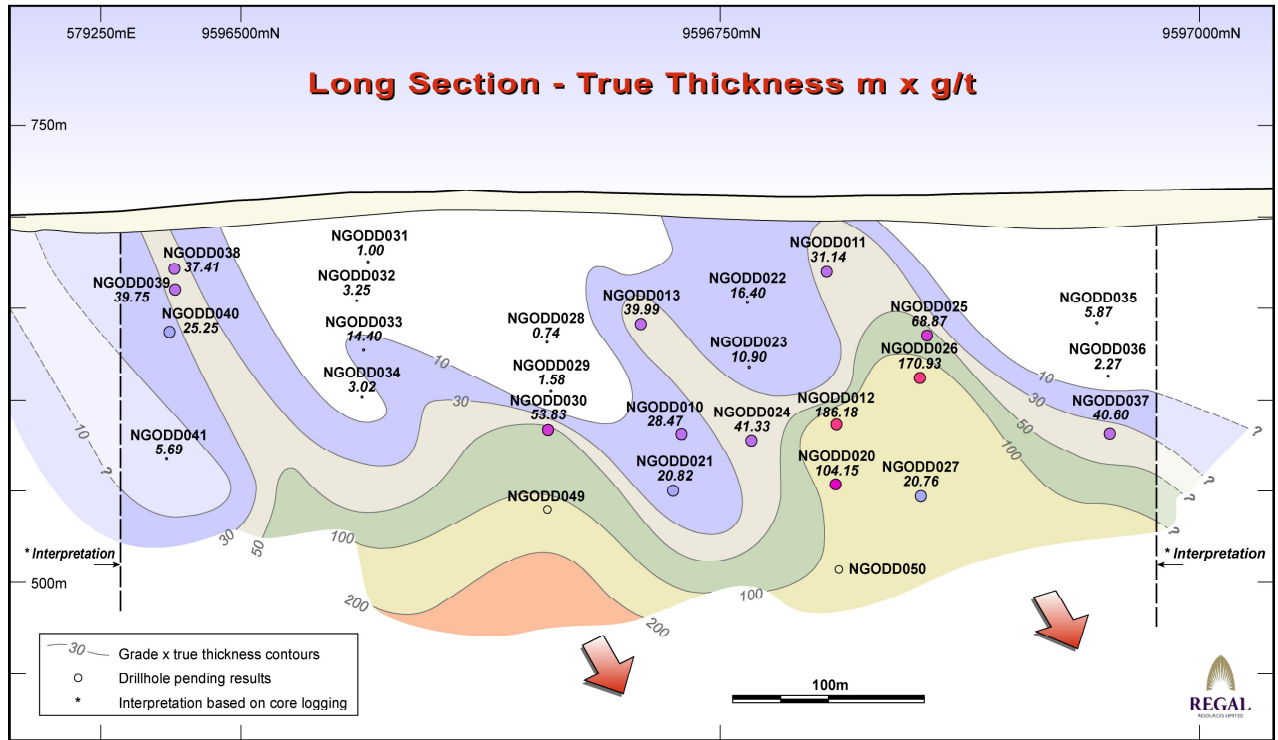 579250mE
9596500mN
9596750mN
9597000mN
Long Section - True Thickness m x g/t
750m
NGODD031
1.00
NGODD011
31.14
NGODD038
37.41
NGODD032
3.25
NGODD022
16.40
NGODD039
39.75
NGODD013
39.99
NGODD035
5.87
NGODD040
25.25
NGODD025
68.87
NGODD033
14.40
NGODD028
0.74
NGODD023
10.90
NGODD026
170.93
NGODD036
2.27
10
NGODD034
3.02
NGODD029
1.58
10
30
NGODD030
53.83
NGODD010
28.47
NGODD024
41.33
NGODD012
186.18
30
NGODD037
40.60
50
10
NGODD041
5.69
100
?
?
NGODD021
20.82
NGODD020
104.15
NGODD027
20.76
?
NGODD049
?
?
30
50
100
* Interpretation
* Interpretation
500m
NGODD050
100
200
200
30 Grade x true thickness contours
Drillhole pending results
* Interpretation based on core logging
100m
REGAL
RESOURCES LIMITED